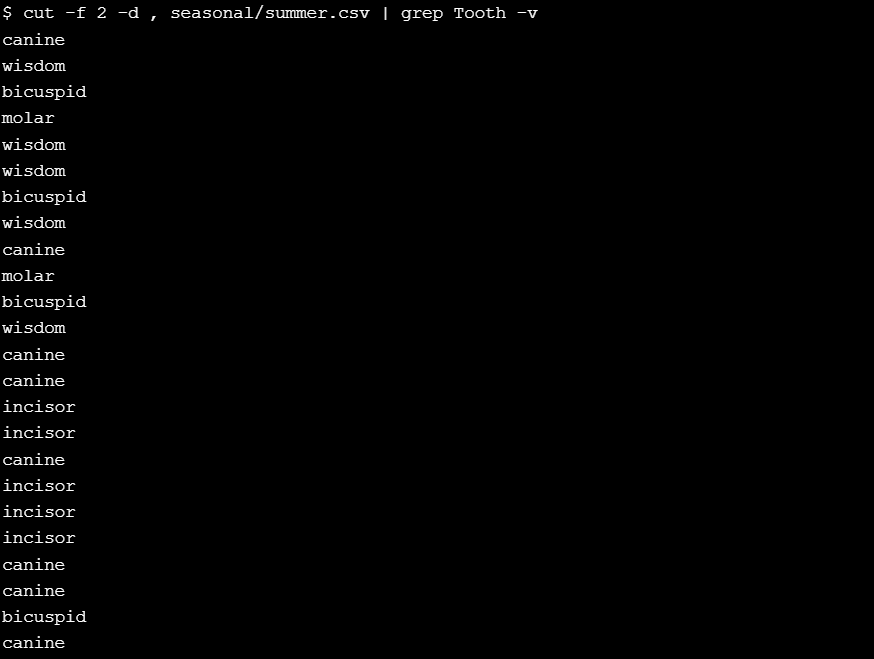 $ cut -f 2 -d , seasonal/summer.csv | grep Tooth -v
canine
wisdom
bicuspid
molar
wisdom
wisdom
bicuspid
wisdom
canine
molar
bicuspid
wisdom
canine
canine
incisor
incisor
canine
incisor
incisor
incisor
canine
canine
bicuspid
canine